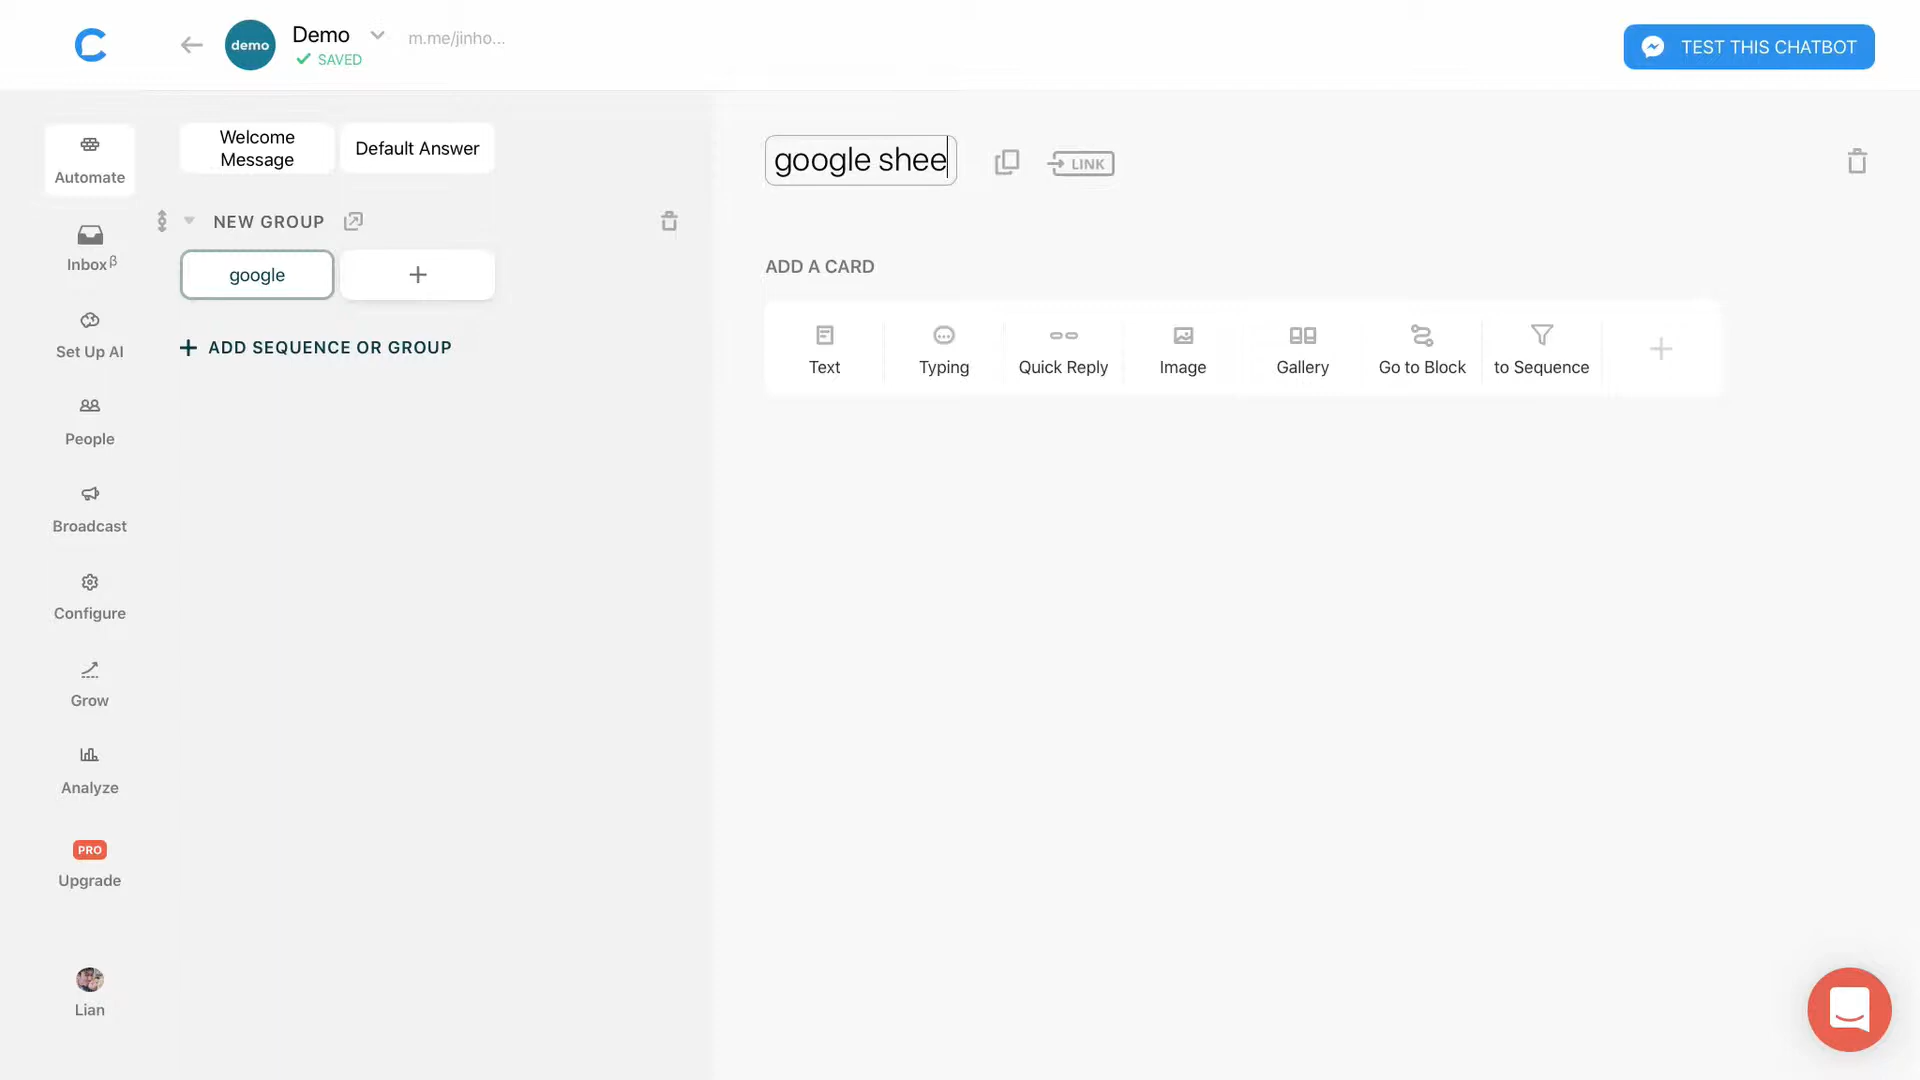 demo
Demo
m.me/jinho...
SAVED
TEST THIS CHATBOT
Automate
Inbox β
Set Up AI
People
Broadcast
Configure
Grow
Analyze
PRO
Upgrade
Lian
Welcome
Message
Default Answer
NEW GROUP
google
+
+ ADD SEQUENCE OR GROUP
google shee
LINK
ADD A CARD
Text
Typing
Quick Reply
Image
Gallery
Go to Block
to Sequence
+